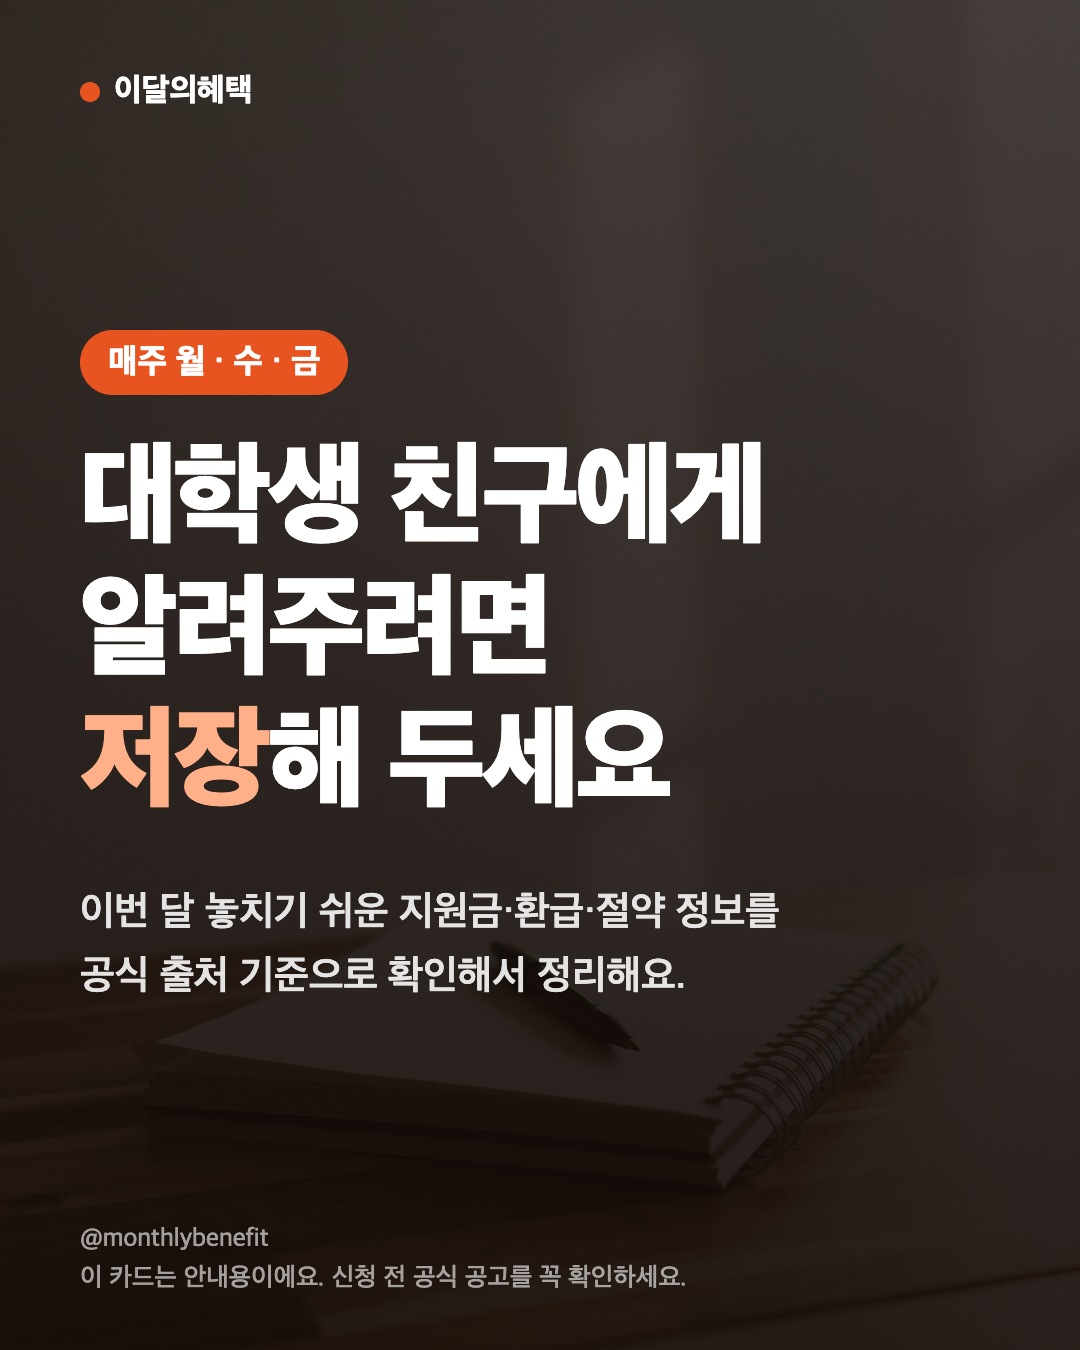 이달의혜택
매주 월 · 수 · 금
대학생 친구에게
알려주려면
저장해 두세요
이번 달 놓치기 쉬운 지원금·환급·절약 정보를
공식 출처 기준으로 확인해서 정리해요.
@monthlybenefit
이 카드는 안내용이에요. 신청 전 공식 공고를 꼭 확인하세요.